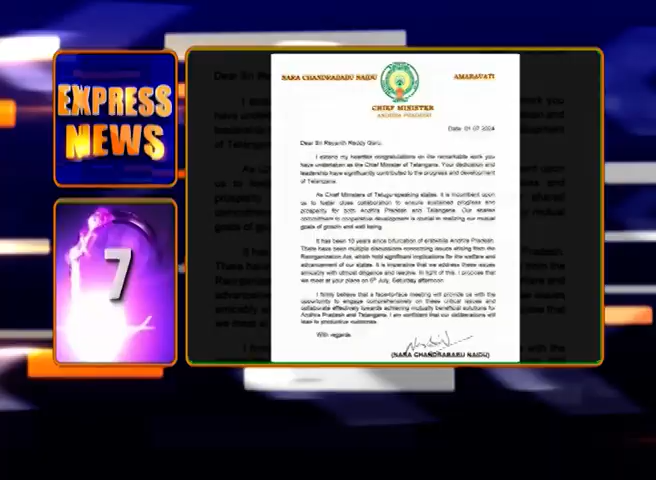 EXPRESS
NEWS
7
NARA CHANDRABABU NAIDU
AMARAVATI
CHIEF MINISTER
ANDHRA PRADESH
Date: 01 07 2024
Dear Sri Revanth Reddy Garu,
I extend my heartfelt congratulations on the remarkable work you
have undertaken as the Chief Minister of Telangana. Your dedication and
leadership have significantly contributed to the progress and development
of Telangana.
As Chief Ministers of Telugu-speaking states, it is incumbent upon
us to foster close collaboration to ensure sustained progress and
prosperity for both Andhra Pradesh and Telangana. Our shared
commitment to cooperative development is crucial in realizing our mutual
goals of growth and well being.
It has been 10 years since bifurcation of erstwhile Andhra Pradesh.
There have been multiple discussions concerning issues arising from the
Reorganization Act, which hold significant implications for the welfare and
advancement of our states. It is imperative that we address these issues
amicably with utmost diligence and resolve. In light of this, I propose that
we meet at your place on 6th July, Saturday afternoon.
I firmly believe that a face-to-face meeting will provide us with the
opportunity to engage comprehensively on these critical issues and
collaborate effectively towards achieving mutually beneficial solutions for
Andhra Pradesh and Telangana. I am confident that our deliberations will
lead to productive outcomes.
With regards,
(NARA CHANDRABABU NAIDU)